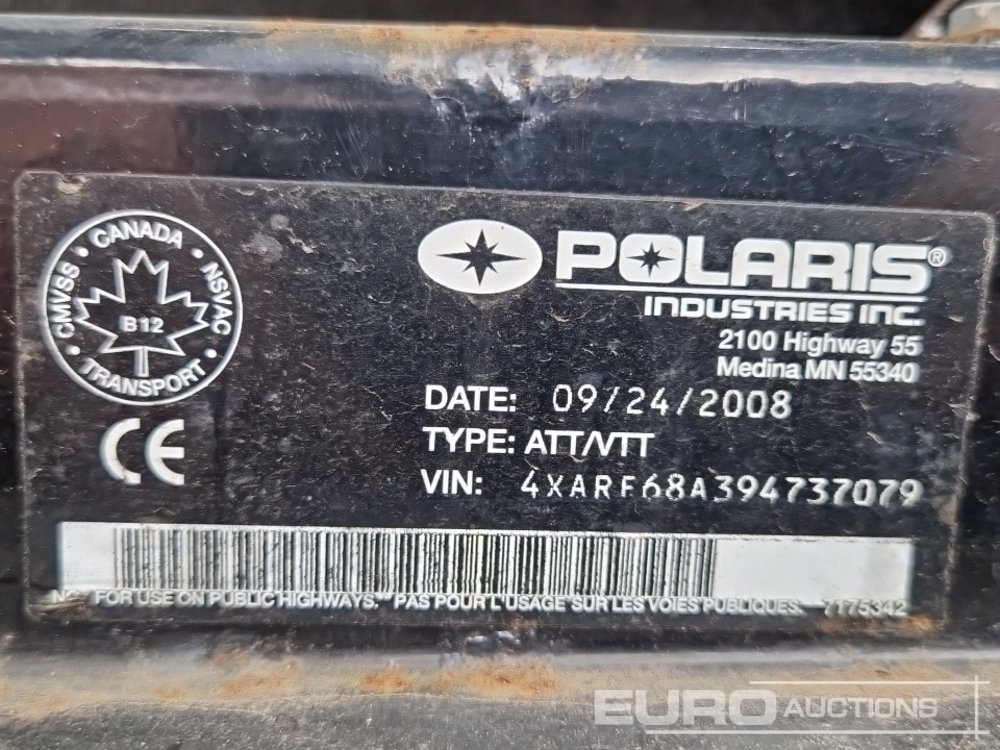 CANADA
CMVSS NSVAC
B12
TRANSPORT
CE
POLARIS®
INDUSTRIES INC.
2100 Highway 55
Medina MN 55340
DATE: 09/24/2008
TYPE: ATT/VTT
VIN: 4XARF68A394737079
NOT FOR USE ON PUBLIC HIGHWAYS. PAS POUR L'USAGE SUR LES VOIES PUBLIQUES. 7175342
EURO AUCTIONS